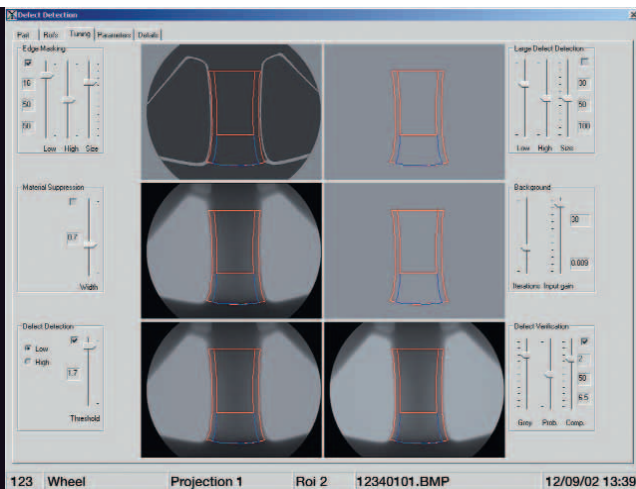 Defect Detection
Part Ro/s Tuning Parameters Details
Edge Masking
16
50
50
Low High Size
Large Defect Detection
30
50
100
Low High Size
Material Suppression
0.7
Width
Background
30
0.009
Iterations Input gain
Defect Detection
Low
High
1.7
Threshold
Defect Verification
2
50
6.5
Grey Prob. Comp.
123 Wheel Projection 1 Roi 2 12340101.BMP 12/09/02 13:39